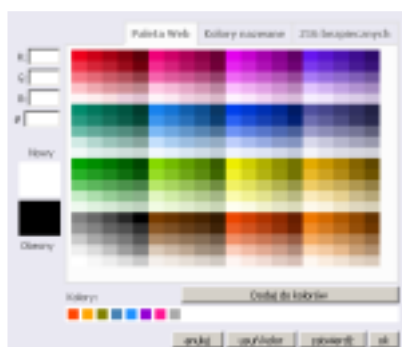 Paleta Web Kolory nazwane 216 bezpiecznych
R:
G:
B:
#
Nowy
Obecny
Kolory:
Dodaj do kolorów
anuluj usuń kolor zatwierdź ok